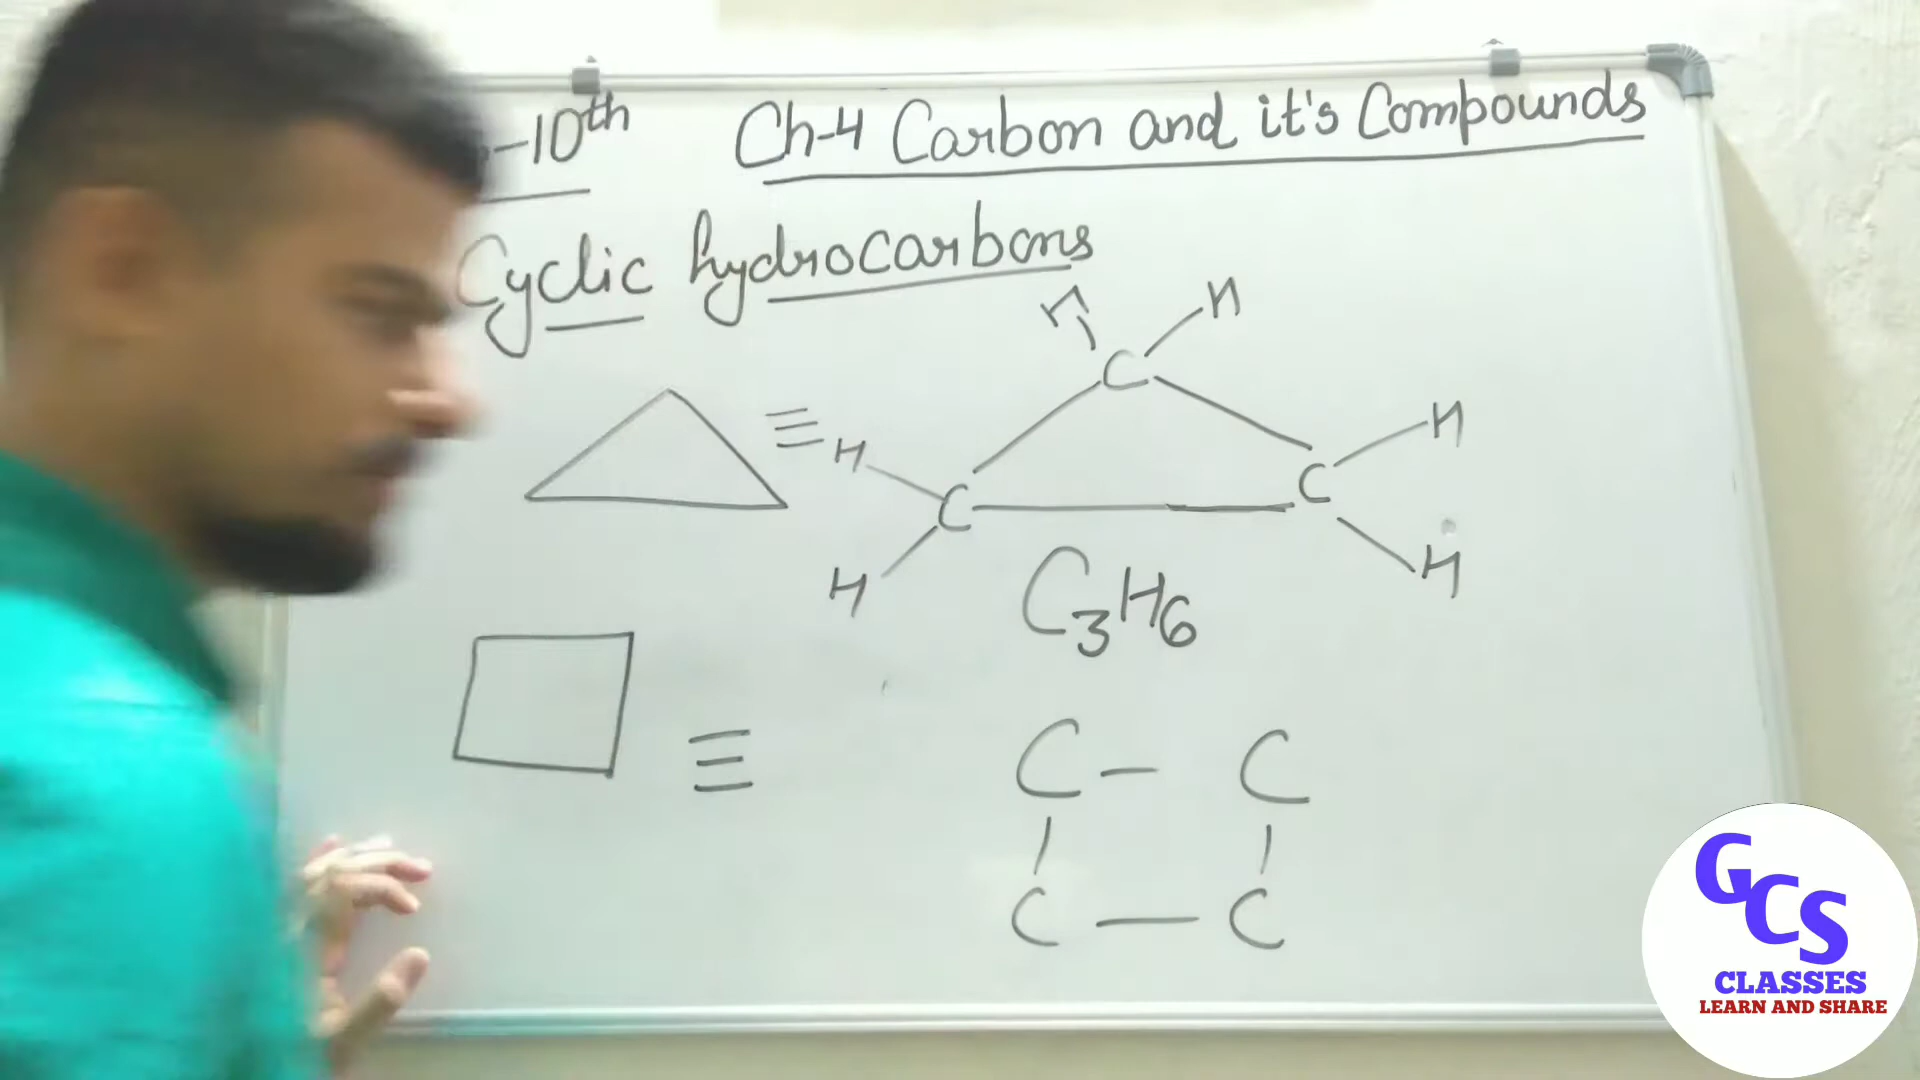 -10th Ch-4 Carbon and it's Compounds
Cyclic hydrocarbons
H H
C
H H
C C
H H
C3H6
C C
C C
GCS
CLASSES
LEARN AND SHARE